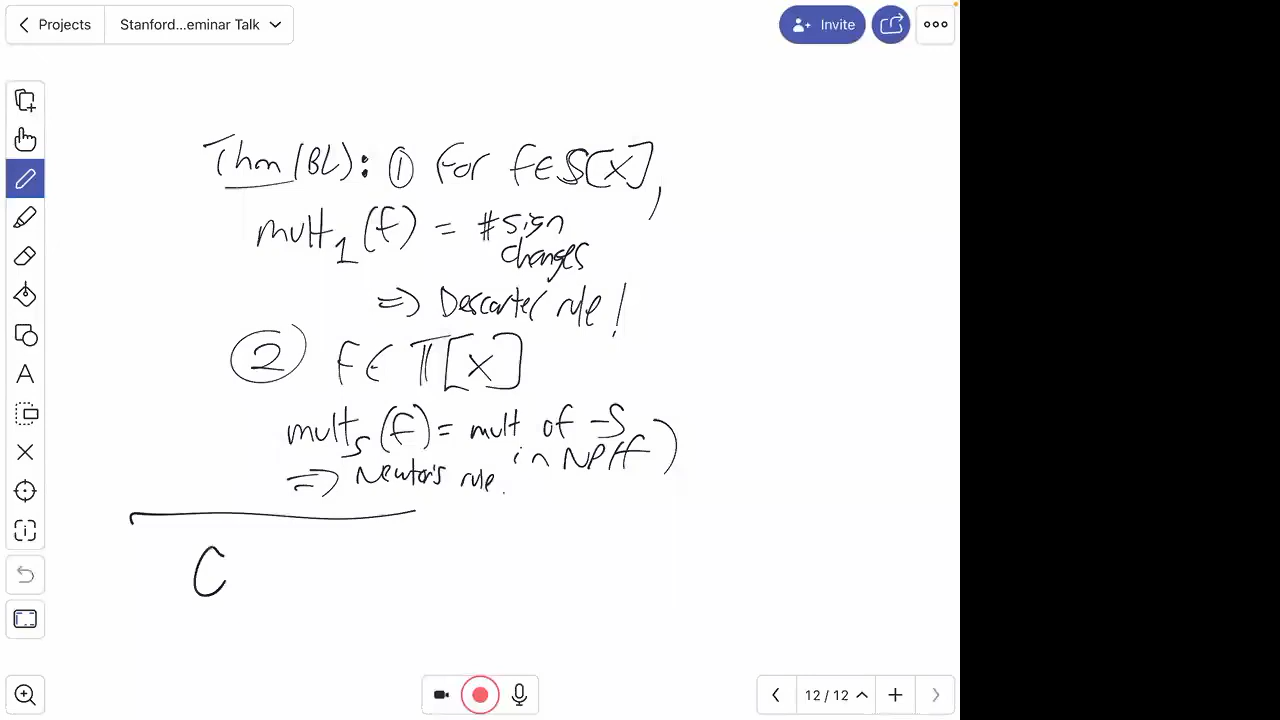 Projects
Stanford...eminar Talk
Invite
Thm (BL): ① For f∈S[X],
mult₁(f) = #sign
changes
⇒ Descartes' rule!
② f∈𝕋[X]
mult_s(f) = mult of -s
in NP(f)
⇒ Newton's rule.
C
A
12 / 12